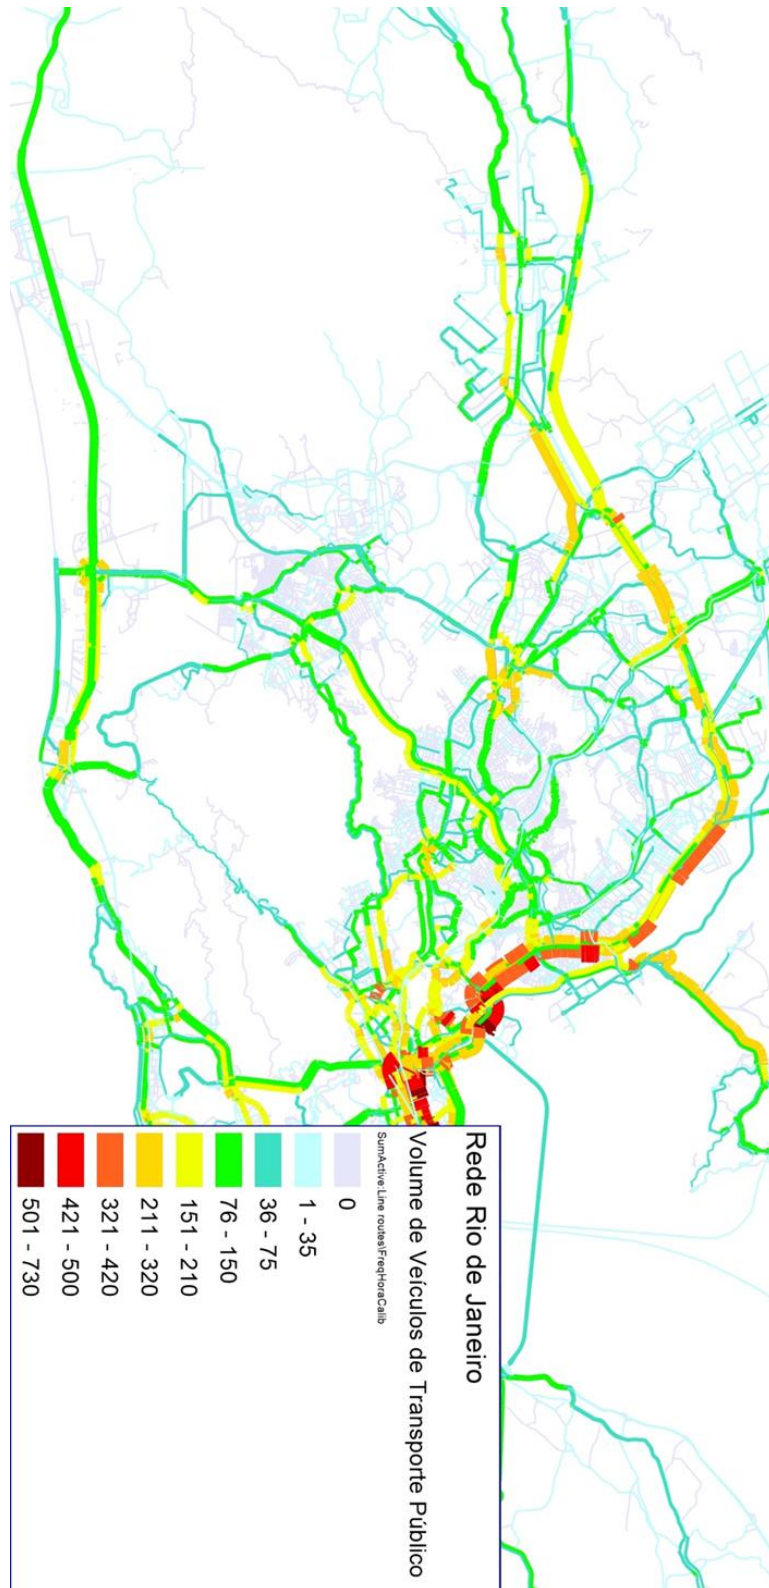 Rede Rio de Janeiro
Volume de Veículos de Transporte Público
SumActive:Line routes\FreqHoraCalib
0
1 - 35
36 - 75
76 - 150
151 - 210
211 - 320
321 - 420
421 - 500
501 - 730